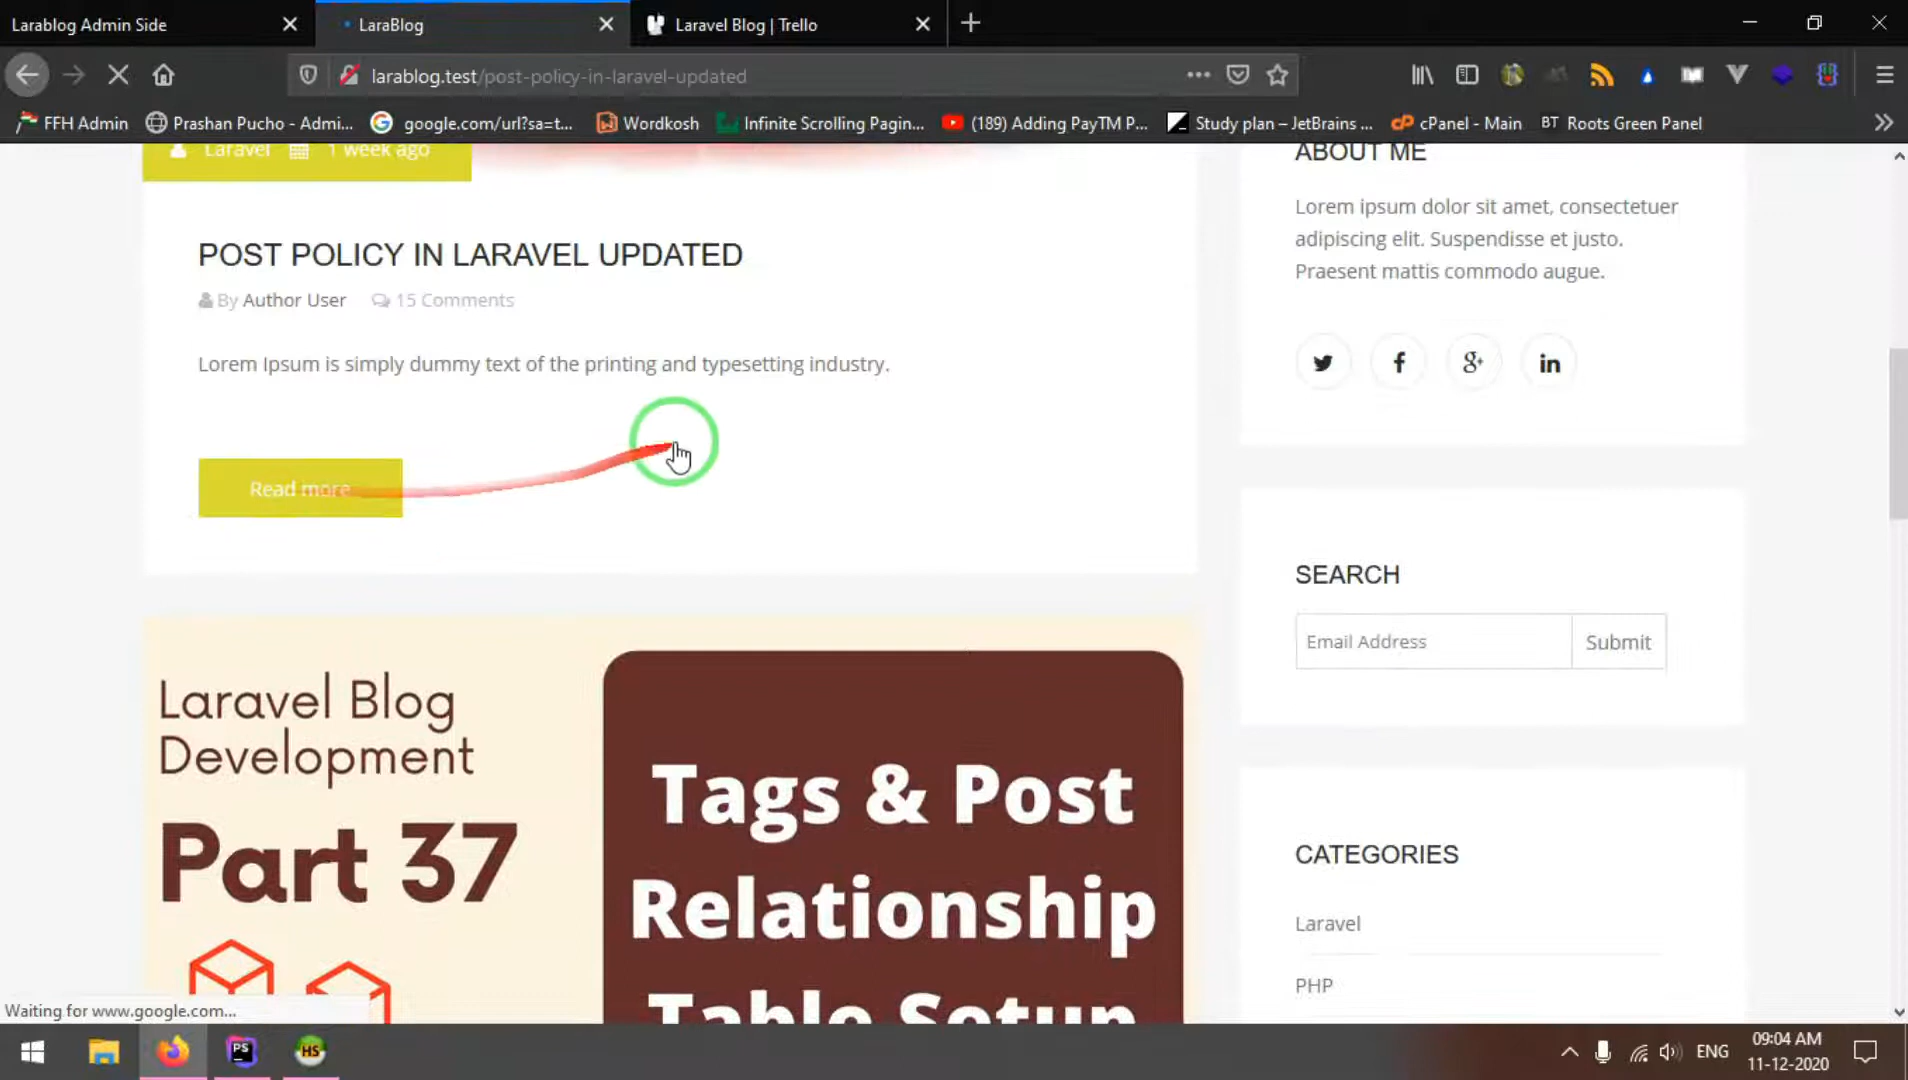 Larablog Admin Side
LaraBlog
Laravel Blog | Trello
larablog.test/post-policy-in-laravel-updated
FFH Admin
Prashan Pucho - Admi...
google.com/url?sa=t...
Wordkosh
Infinite Scrolling Pagin...
(189) Adding PayTM P...
Study plan – JetBrains ...
cPanel - Main
BT Roots Green Panel
Laravel 1 week ago
POST POLICY IN LARAVEL UPDATED
By Author User 15 Comments
Lorem Ipsum is simply dummy text of the printing and typesetting industry.
Read more
Laravel Blog
Development
Part 37
Tags & Post
Relationship
Table Setup
ABOUT ME
Lorem ipsum dolor sit amet, consectetuer
adipiscing elit. Suspendisse et justo.
Praesent mattis commodo augue.
SEARCH
Email Address
Submit
CATEGORIES
Laravel
PHP
Waiting for www.google.com...
PS
HS
ENG
09:04 AM
11-12-2020